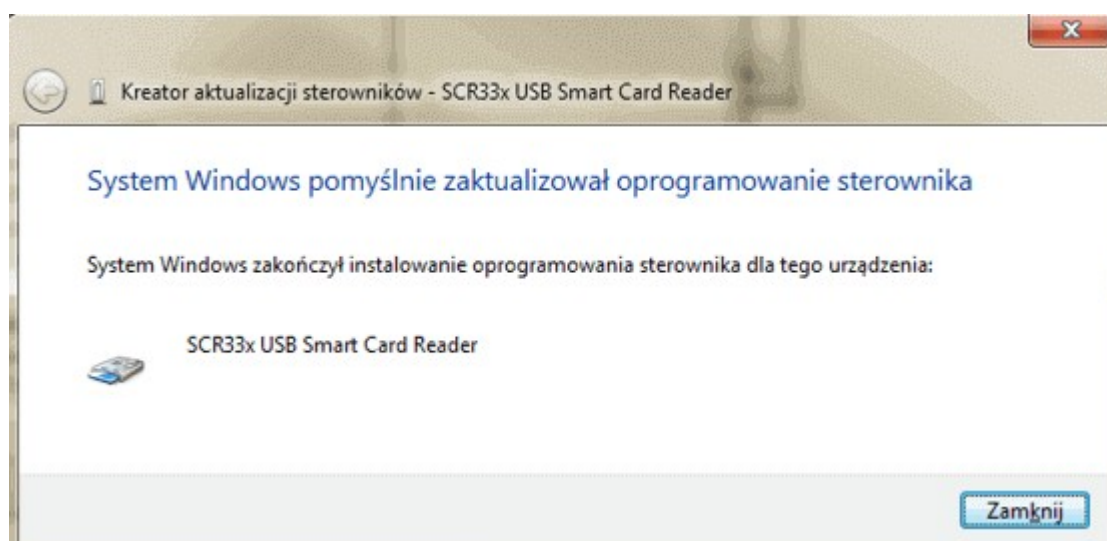 Kreator aktualizacji sterowników - SCR33x USB Smart Card Reader
System Windows pomyślnie zaktualizował oprogramowanie sterownika
System Windows zakończył instalowanie oprogramowania sterownika dla tego urządzenia:
SCR33x USB Smart Card Reader
Zamknij